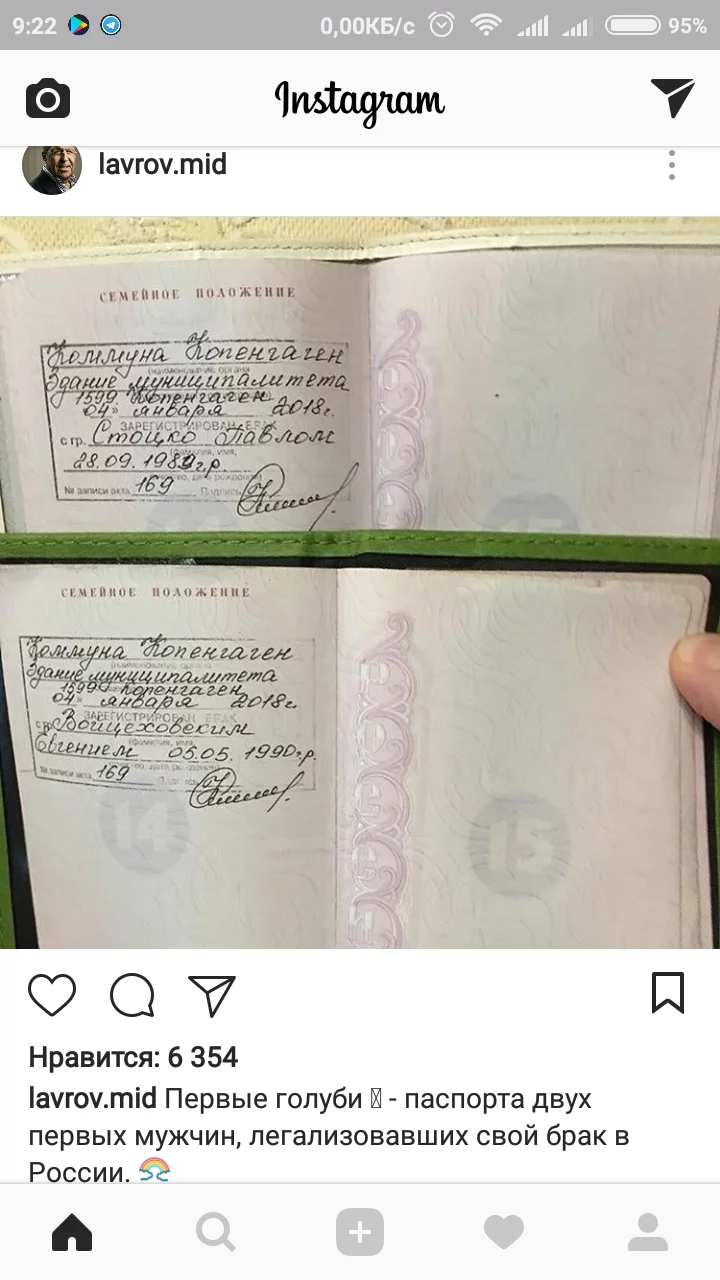 9:22 0,00КБ/с 95%
Instagram
lavrov.mid
СЕМЕЙНОЕ ПОЛОЖЕНИЕ
Коммуна Копенгаген
Здание муниципалитета
1599 Копенгаген
04» января 2018г.
ЗАРЕГИСТРИРОВАН БРАК
с гр. Стоцко Павлом
28.09.1989г.р.
№ записи акта 169
СЕМЕЙНОЕ ПОЛОЖЕНИЕ
Коммуна Копенгаген
Здание муниципалитета
1599 Копенгаген
04» января 2018г.
ЗАРЕГИСТРИРОВАН БРАК
с гр. Войцеховским
Евгением 05.05.1990г.р.
№ записи акта 169
14 15
Нравится: 6 354
lavrov.mid Первые голуби - паспорта двух
первых мужчин, легализовавших свой брак в
России. 🌈